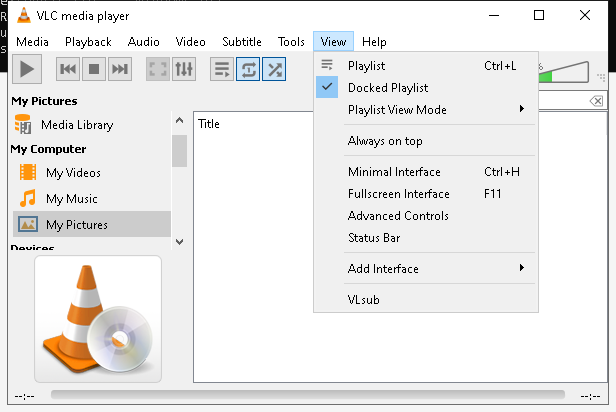 VLC media player
Media Playback Audio Video Subtitle Tools View Help
%
My Pictures
Media Library
My Computer
My Videos
My Music
My Pictures
Devices
Title
Playlist Ctrl+L
Docked Playlist
Playlist View Mode
Always on top
Minimal Interface Ctrl+H
Fullscreen Interface F11
Advanced Controls
Status Bar
Add Interface
VLsub
--:-- --:--